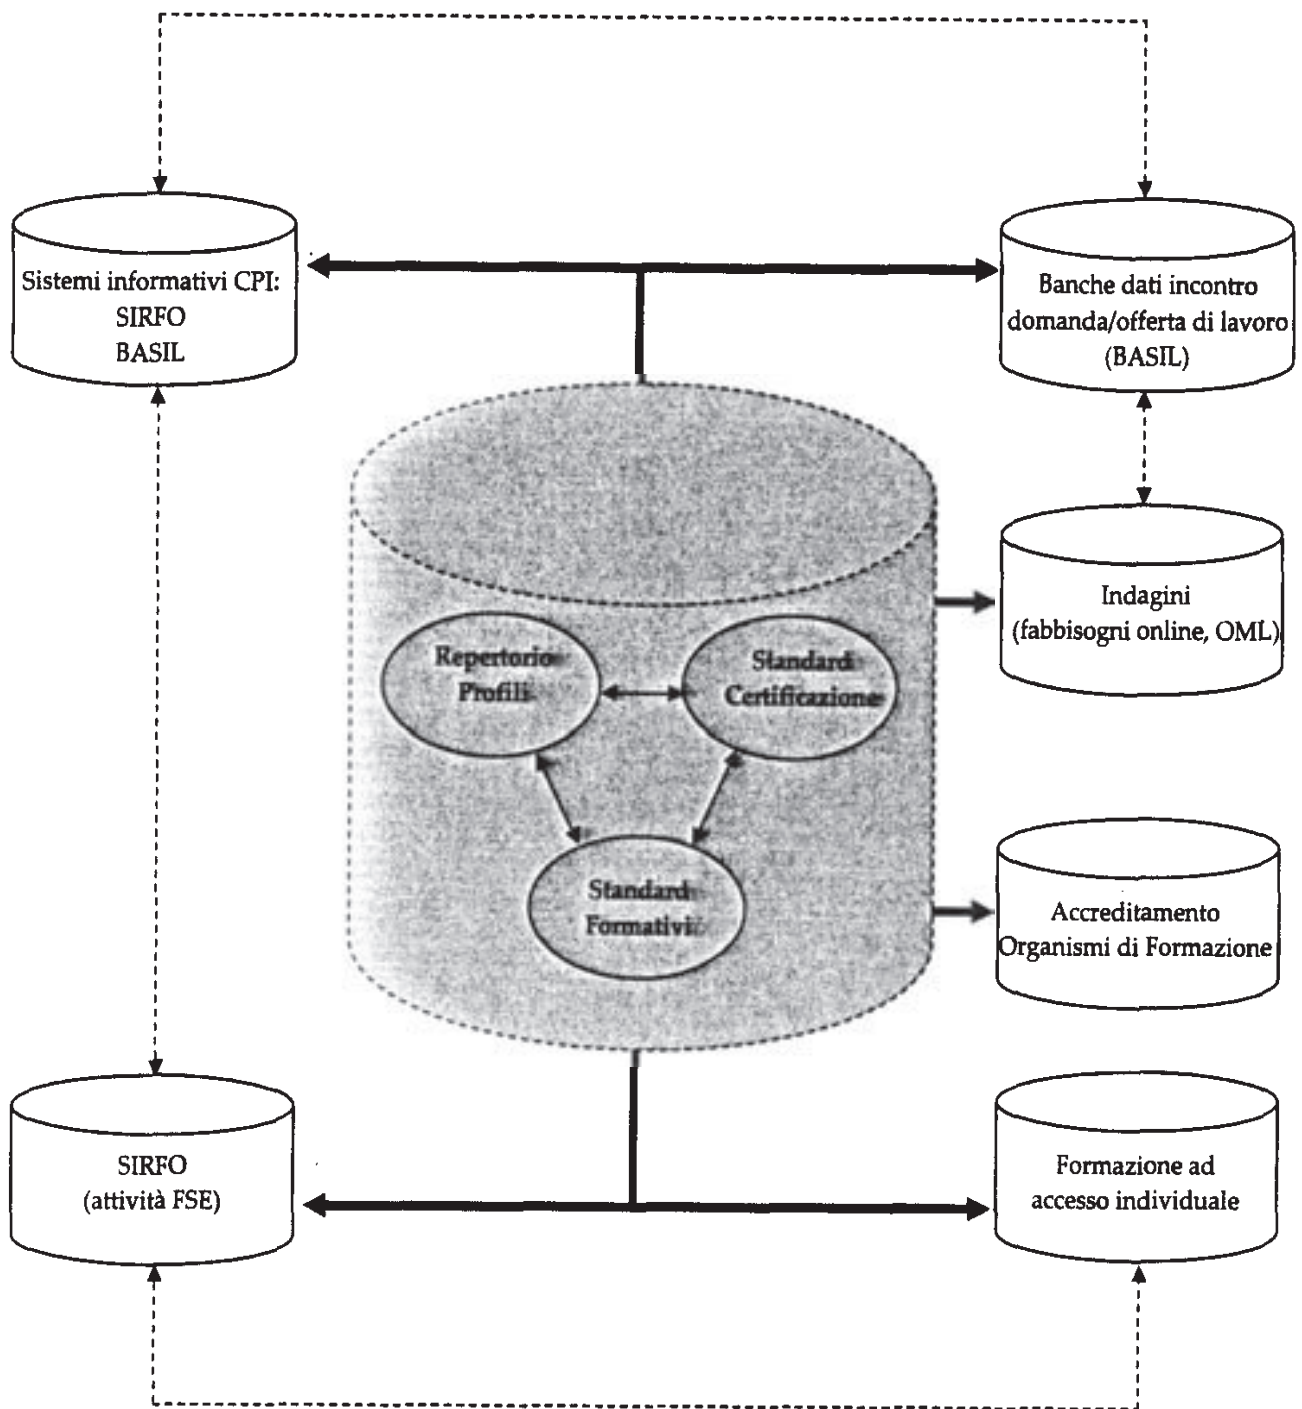 Sistemi informativi CPI:
SIRFO
BASIL
Banche dati incontro
domanda/offerta di lavoro
(BASIL)
Indagini
(fabbisogni online, OML)
Repertorio
Profili
Standard
Certificazione
Standard
Formativi
Accreditamento
Organismi di Formazione
SIRFO
(attività FSE)
Formazione ad
accesso individuale